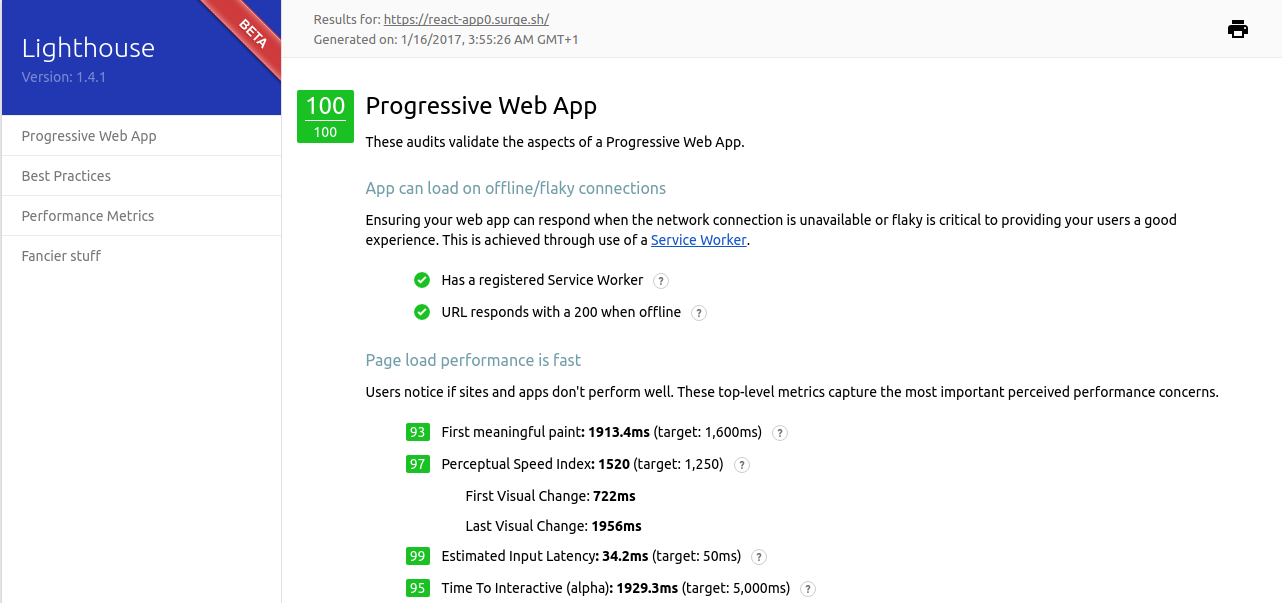 Lighthouse
Version: 1.4.1
BETA
Progressive Web App
Best Practices
Performance Metrics
Fancier stuff
Results for: https://react-app0.surge.sh/
Generated on: 1/16/2017, 3:55:26 AM GMT+1
100
100
Progressive Web App
These audits validate the aspects of a Progressive Web App.
App can load on offline/flaky connections
Ensuring your web app can respond when the network connection is unavailable or flaky is critical to providing your users a good
experience. This is achieved through use of a Service Worker.
Has a registered Service Worker ?
URL responds with a 200 when offline ?
Page load performance is fast
Users notice if sites and apps don't perform well. These top-level metrics capture the most important perceived performance concerns.
93 First meaningful paint: 1913.4ms (target: 1,600ms) ?
97 Perceptual Speed Index: 1520 (target: 1,250) ?
First Visual Change: 722ms
Last Visual Change: 1956ms
99 Estimated Input Latency: 34.2ms (target: 50ms) ?
95 Time To Interactive (alpha): 1929.3ms (target: 5,000ms) ?